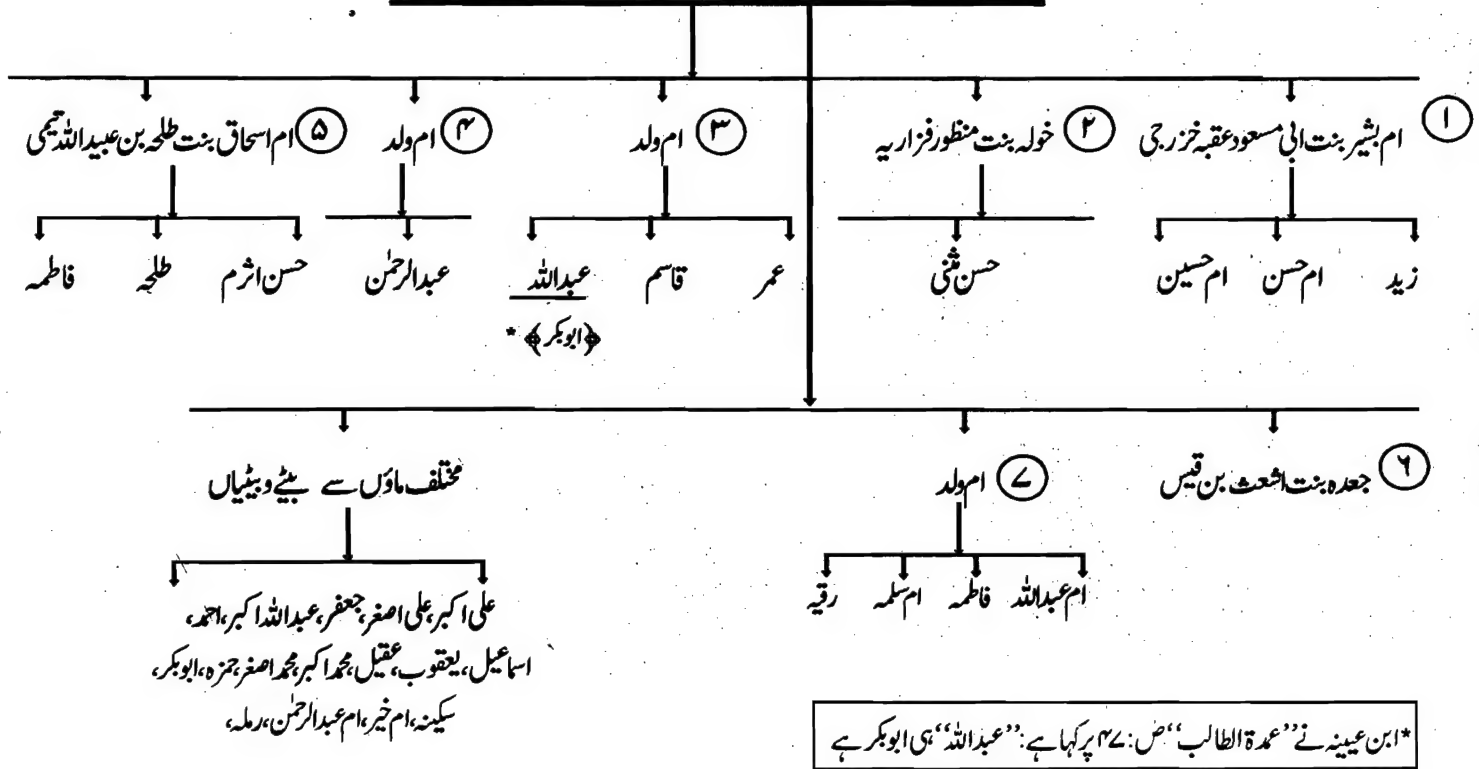 ① ام بشیر بنت ابی مسعود عقبہ خزرجی
② خولہ بنت منظور فزاریہ
③ ام ولد
④ ام ولد
⑤ ام اسحاق بنت طلحہ بن عبید اللہ تیمی
زید ام حسن ام حسین
حسن مثنیٰ
عمر قاسم عبداللہ
﴿ابوبکر﴾ *
عبدالرحمٰن
حسن اثرم طلحہ فاطمہ
⑥ جعدہ بنت اشعث بن قیس
⑦ ام ولد
مختلف ماؤں سے بیٹے و بیٹیاں
ام عبداللہ فاطمہ ام سلمہ رقیہ
علی اکبر، علی اصغر، جعفر، عبداللہ اکبر، احمد،
اسماعیل، یعقوب، عقیل، محمد اکبر، محمد اصغر، حمزہ، ابوبکر،
سکینہ، ام خیر، ام عبدالرحمٰن، رملہ،
*ابن عیینہ نے ’’عمدۃ الطالب‘‘ ص: ۴۷ پر کہا ہے: ’’عبداللہ‘‘ ہی ابوبکر ہے